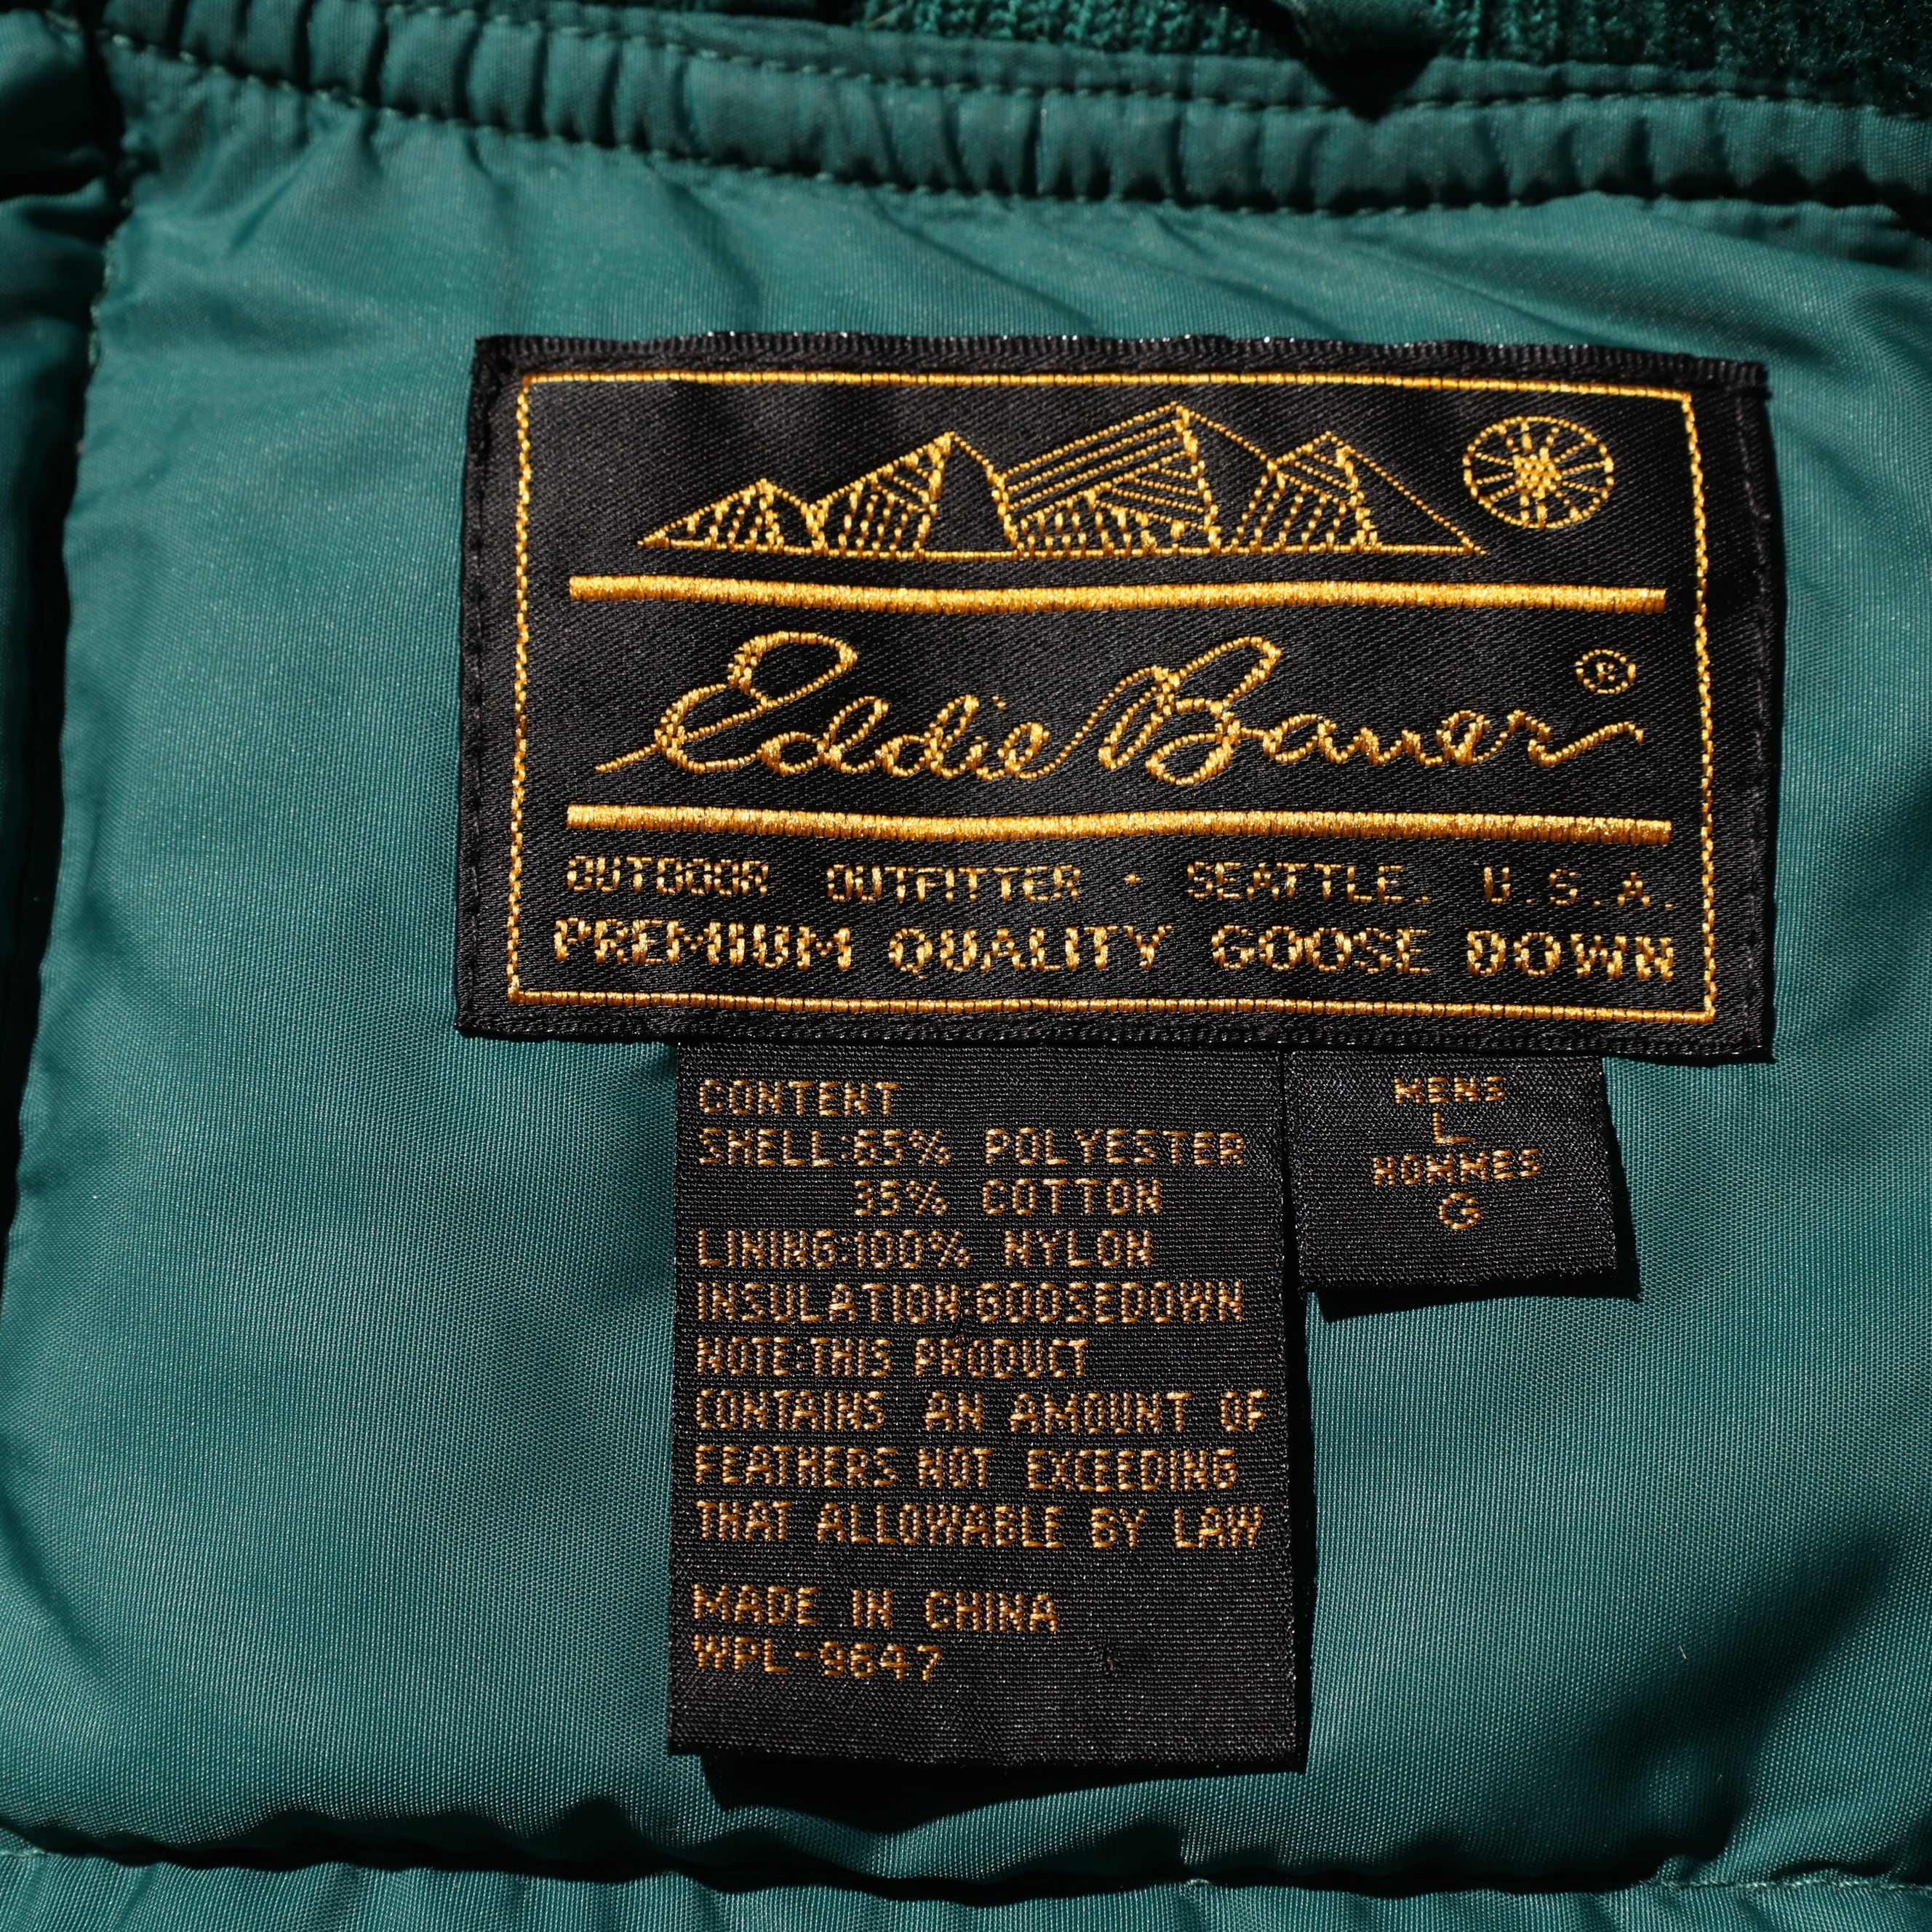 Eddie Bauer ®
OUTDOOR OUTFITTER · SEATTLE, U.S.A.
PREMIUM QUALITY GOOSE DOWN
CONTENT
SHELL:65% POLYESTER
35% COTTON
LINING:100% NYLON
INSULATION:GOOSEDOWN
NOTE:THIS PRODUCT
CONTAINS AN AMOUNT OF
FEATHERS NOT EXCEEDING
THAT ALLOWABLE BY LAW
MADE IN CHINA
WPL-9647
MENS
L
HOMMES
G